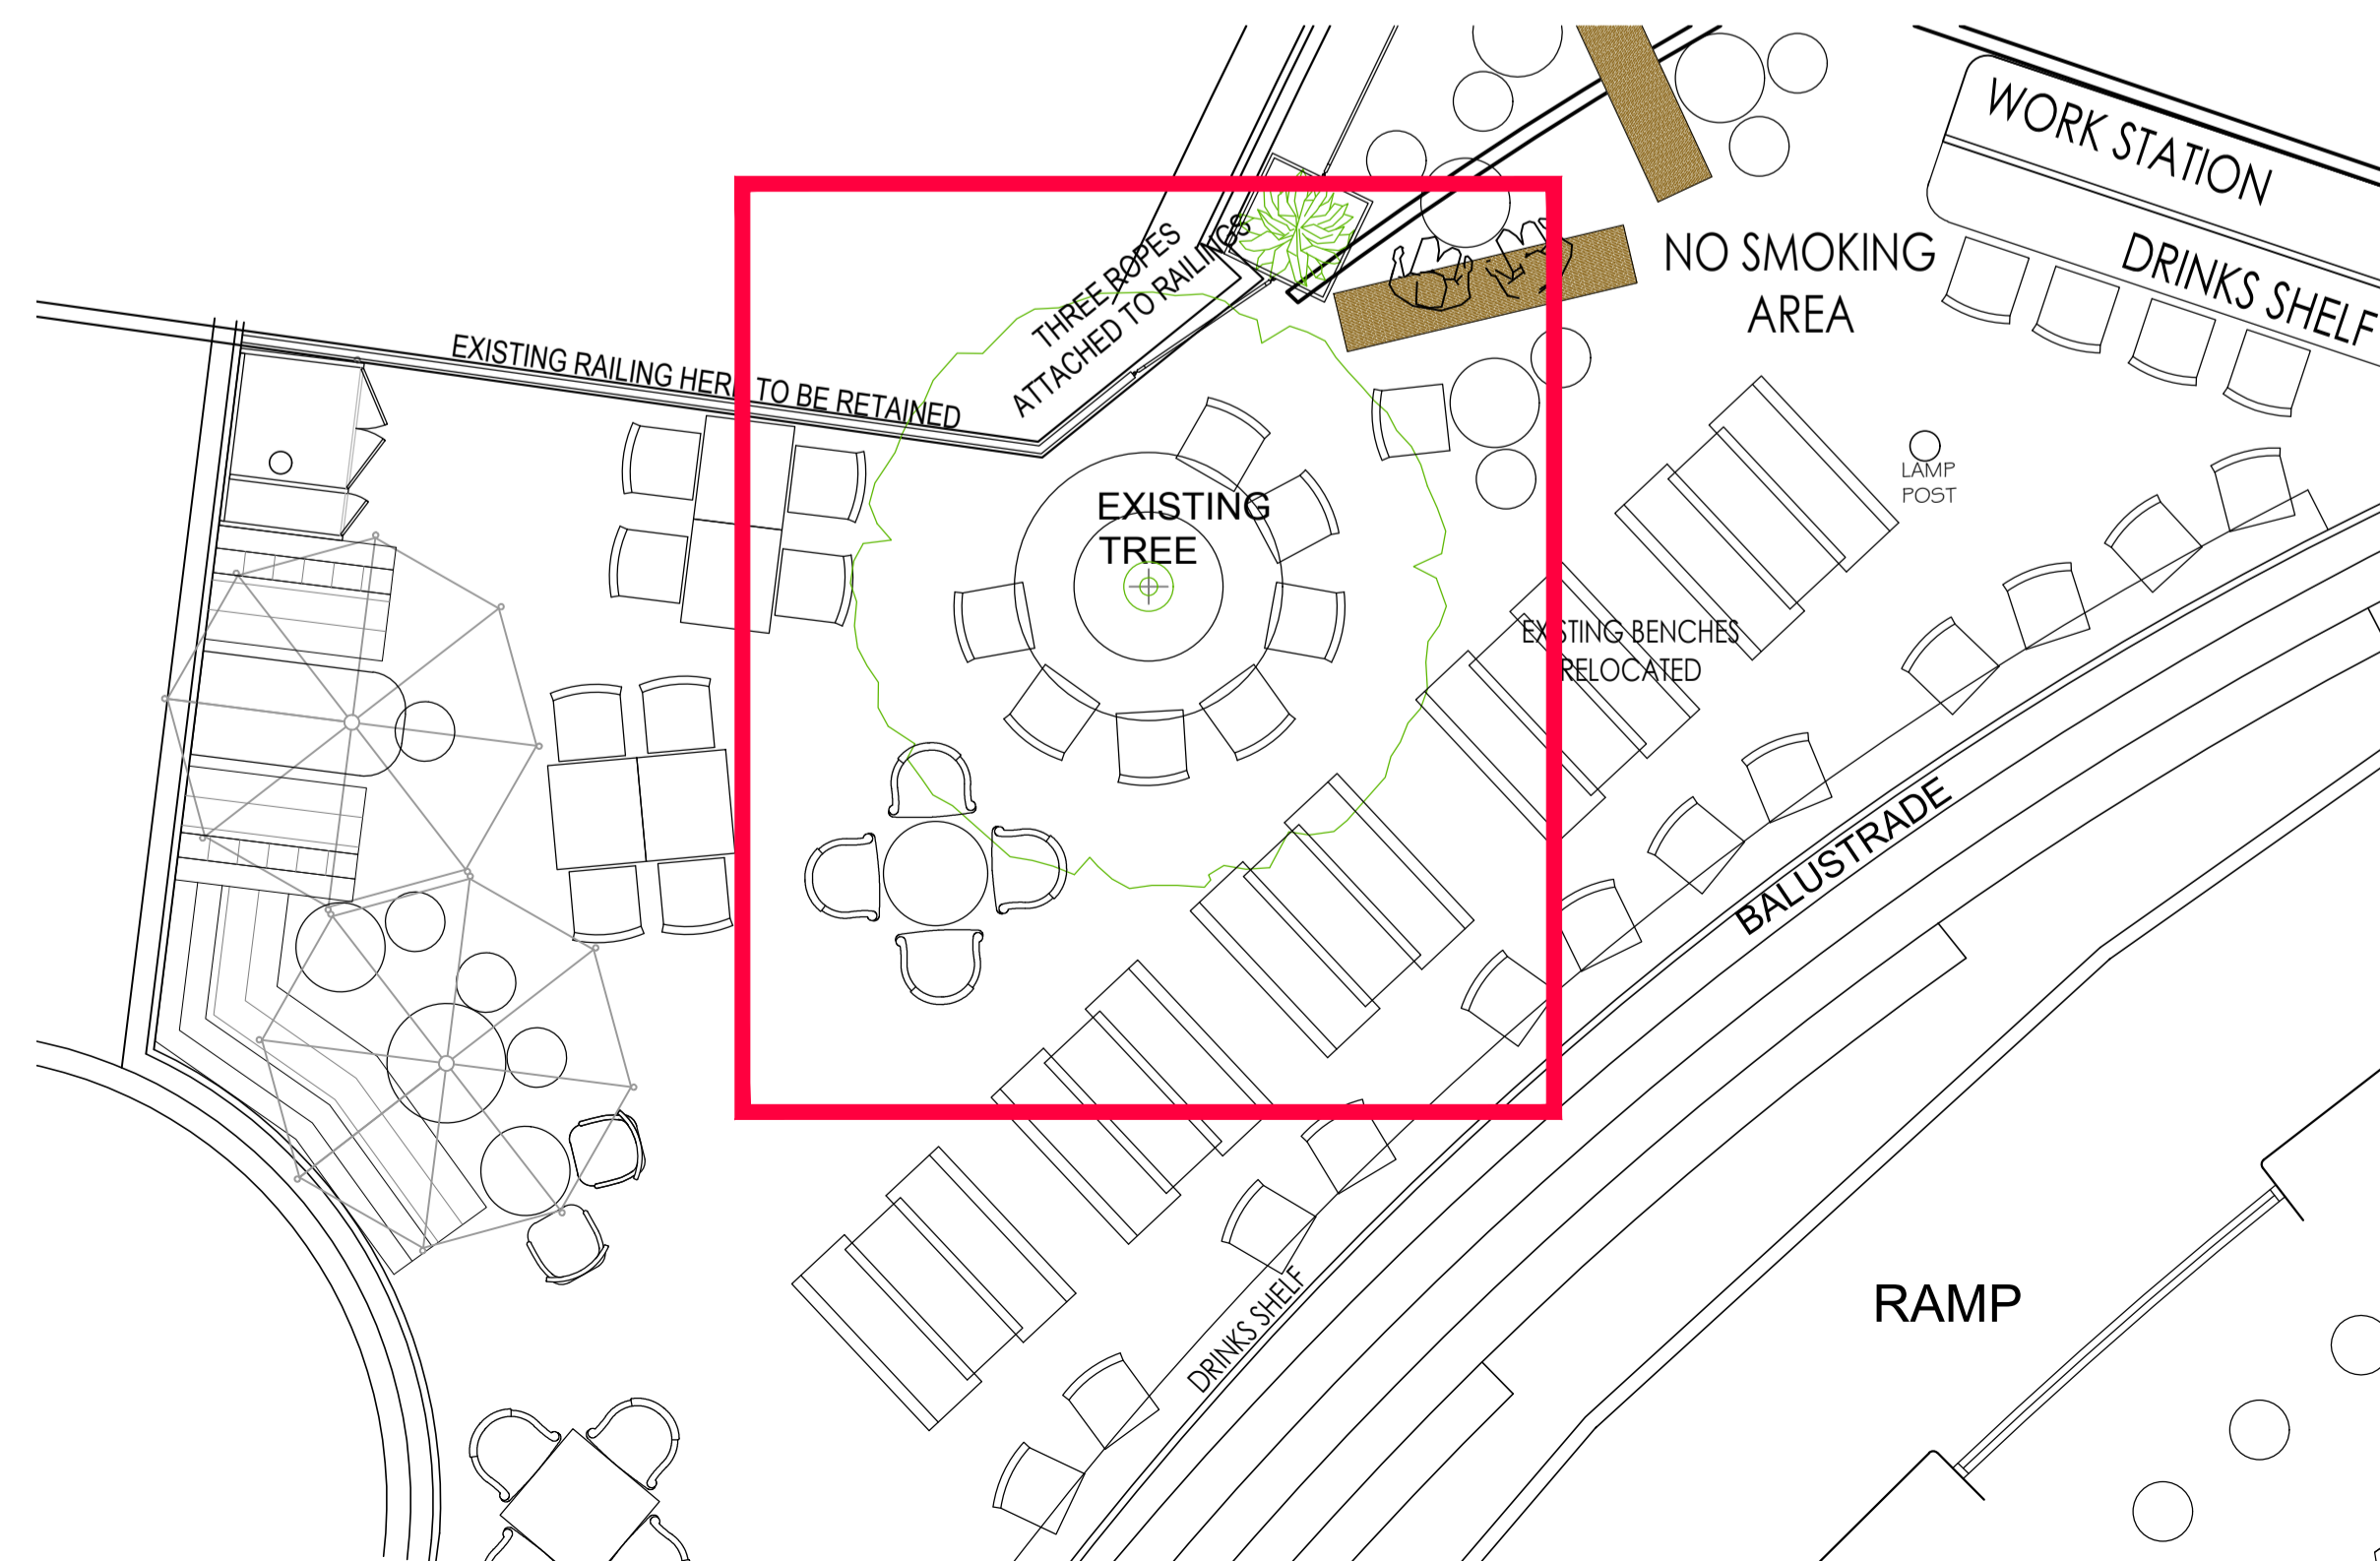 WORK STATION
DRINKS SHELF
NO SMOKING
AREA
THREE ROPES
ATTACHED TO RAILINGS
EXISTING RAILING HERE TO BE RETAINED
LAMP
POST
EXISTING
TREE
EXISTING BENCHES
RELOCATED
BALUSTRADE
DRINKS SHELF
RAMP